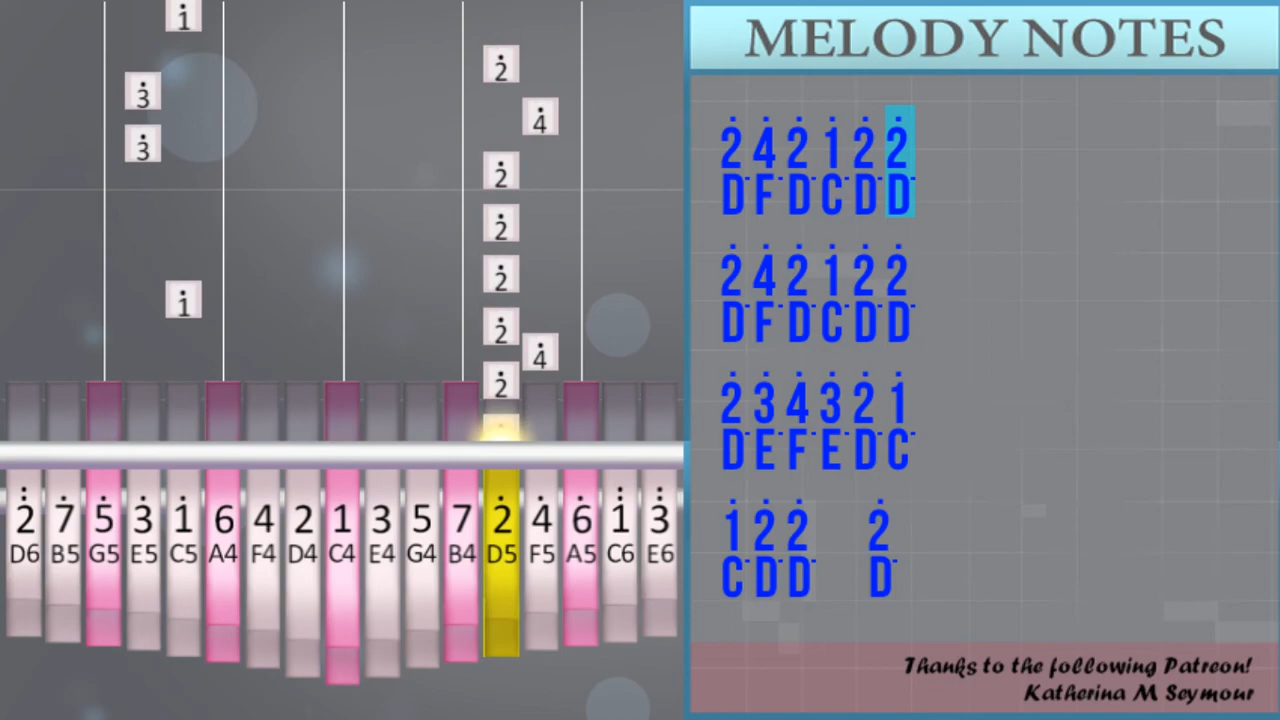 MELODY NOTES
2̇ 4̇ 2̇ 1̇ 2̇ 2̇
D· F· D· C· D· D·
2̇ 4̇ 2̇ 1̇ 2̇ 2̇
D· F· D· C· D· D·
2̇ 3̇ 4̇ 3̇ 2̇ 1̇
D· E· F· E· D· C·
1̇ 2̇ 2̇ 2̇
C· D· D· D·
Thanks to the following Patreon!
Katherina M Seymour
1̇
2̇
3̇
4̇
3̇
2̇
2̇
2̇
1̇
2̇
4̇
2̇
2̈ 7̇ 5̇ 3̇ 1̇ 6 4 2 1 3 5 7 2̇ 4̇ 6̇ 1̈ 3̈
D6 B5 G5 E5 C5 A4 F4 D4 C4 E4 G4 B4 D5 F5 A5 C6 E6